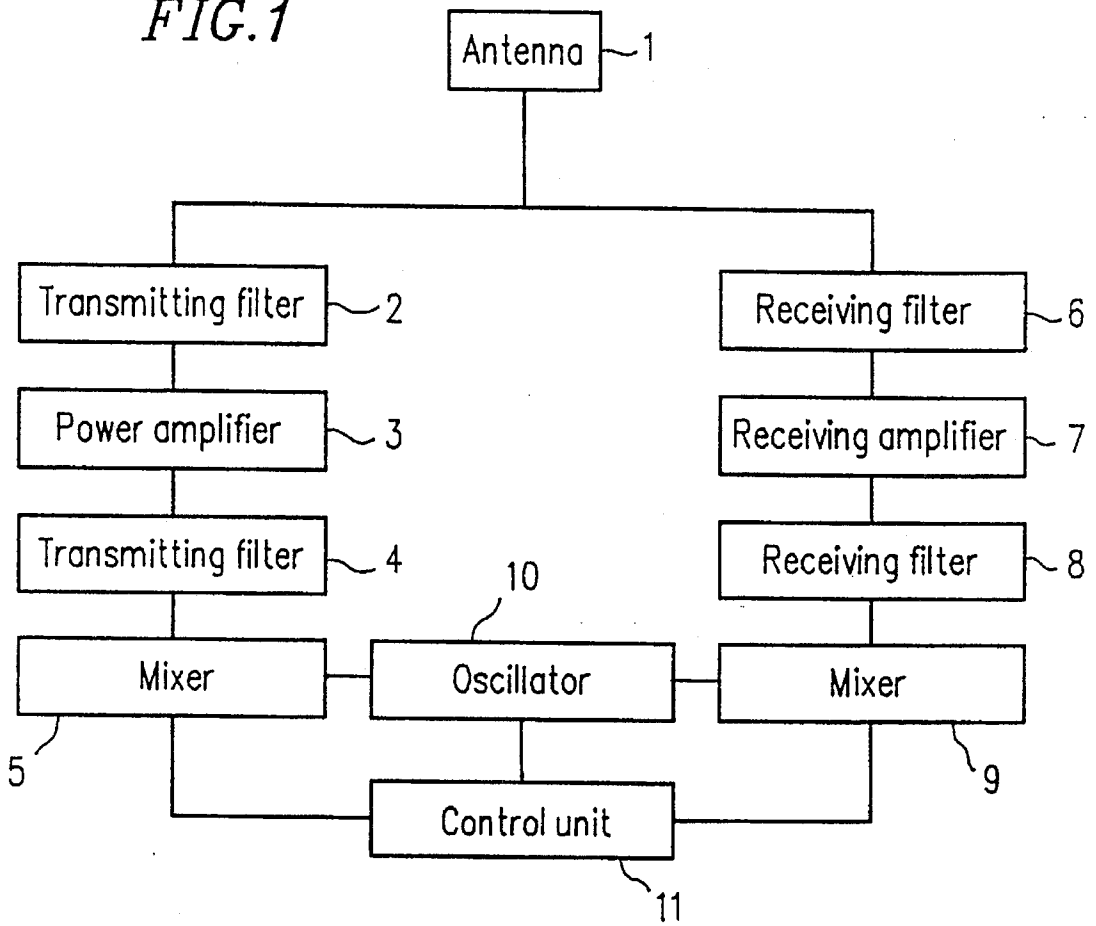 FIG.1
Antenna 1
Transmitting filter 2
Power amplifier 3
Transmitting filter 4
Mixer
5
Receiving filter 6
Receiving amplifier 7
Receiving filter 8
Mixer
9
10
Oscillator
Control unit
11